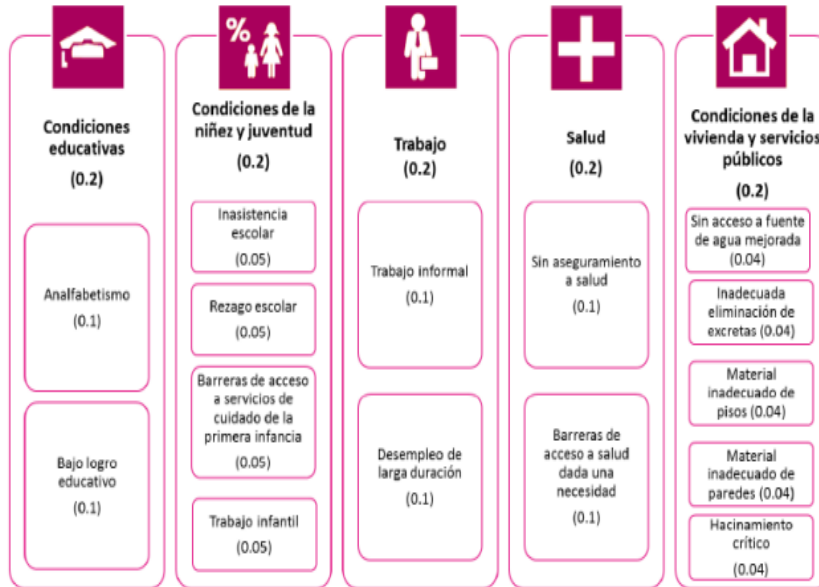 Condiciones
educativas
(0.2)
Analfabetismo
(0.1)
Bajo logro
educativo
(0.1)
%
Condiciones de la
niñez y juventud
(0.2)
Inasistencia
escolar
(0.05)
Rezago escolar
(0.05)
Barreras de acceso
a servicios de
cuidado de la
primera infancia
(0.05)
Trabajo infantil
(0.05)
Trabajo
(0.2)
Trabajo informal
(0.1)
Desempleo de
larga duración
(0.1)
Salud
(0.2)
Sin aseguramiento
a salud
(0.1)
Barreras de
acceso a salud
dada una
necesidad
(0.1)
Condiciones de la
vivienda y servicios
públicos
(0.2)
Sin acceso a fuente
de agua mejorada
(0.04)
Inadecuada
eliminación de
excretas (0.04)
Material
inadecuado de
pisos (0.04)
Material
inadecuado de
paredes (0.04)
Hacinamiento
crítico
(0.04)